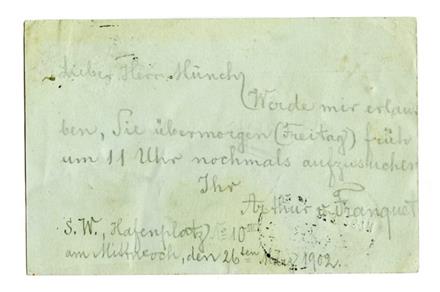 Lieber Herr Münch!
Werde mir erlau-
ben, Sie übermorgen (Freitag) früh
um 11 Uhr nochmals aufzusuchen
Ihr
Arthur v. Franquet
S. W., Hafenplatz 10
am Mittwoch, den 26ten März 1902.